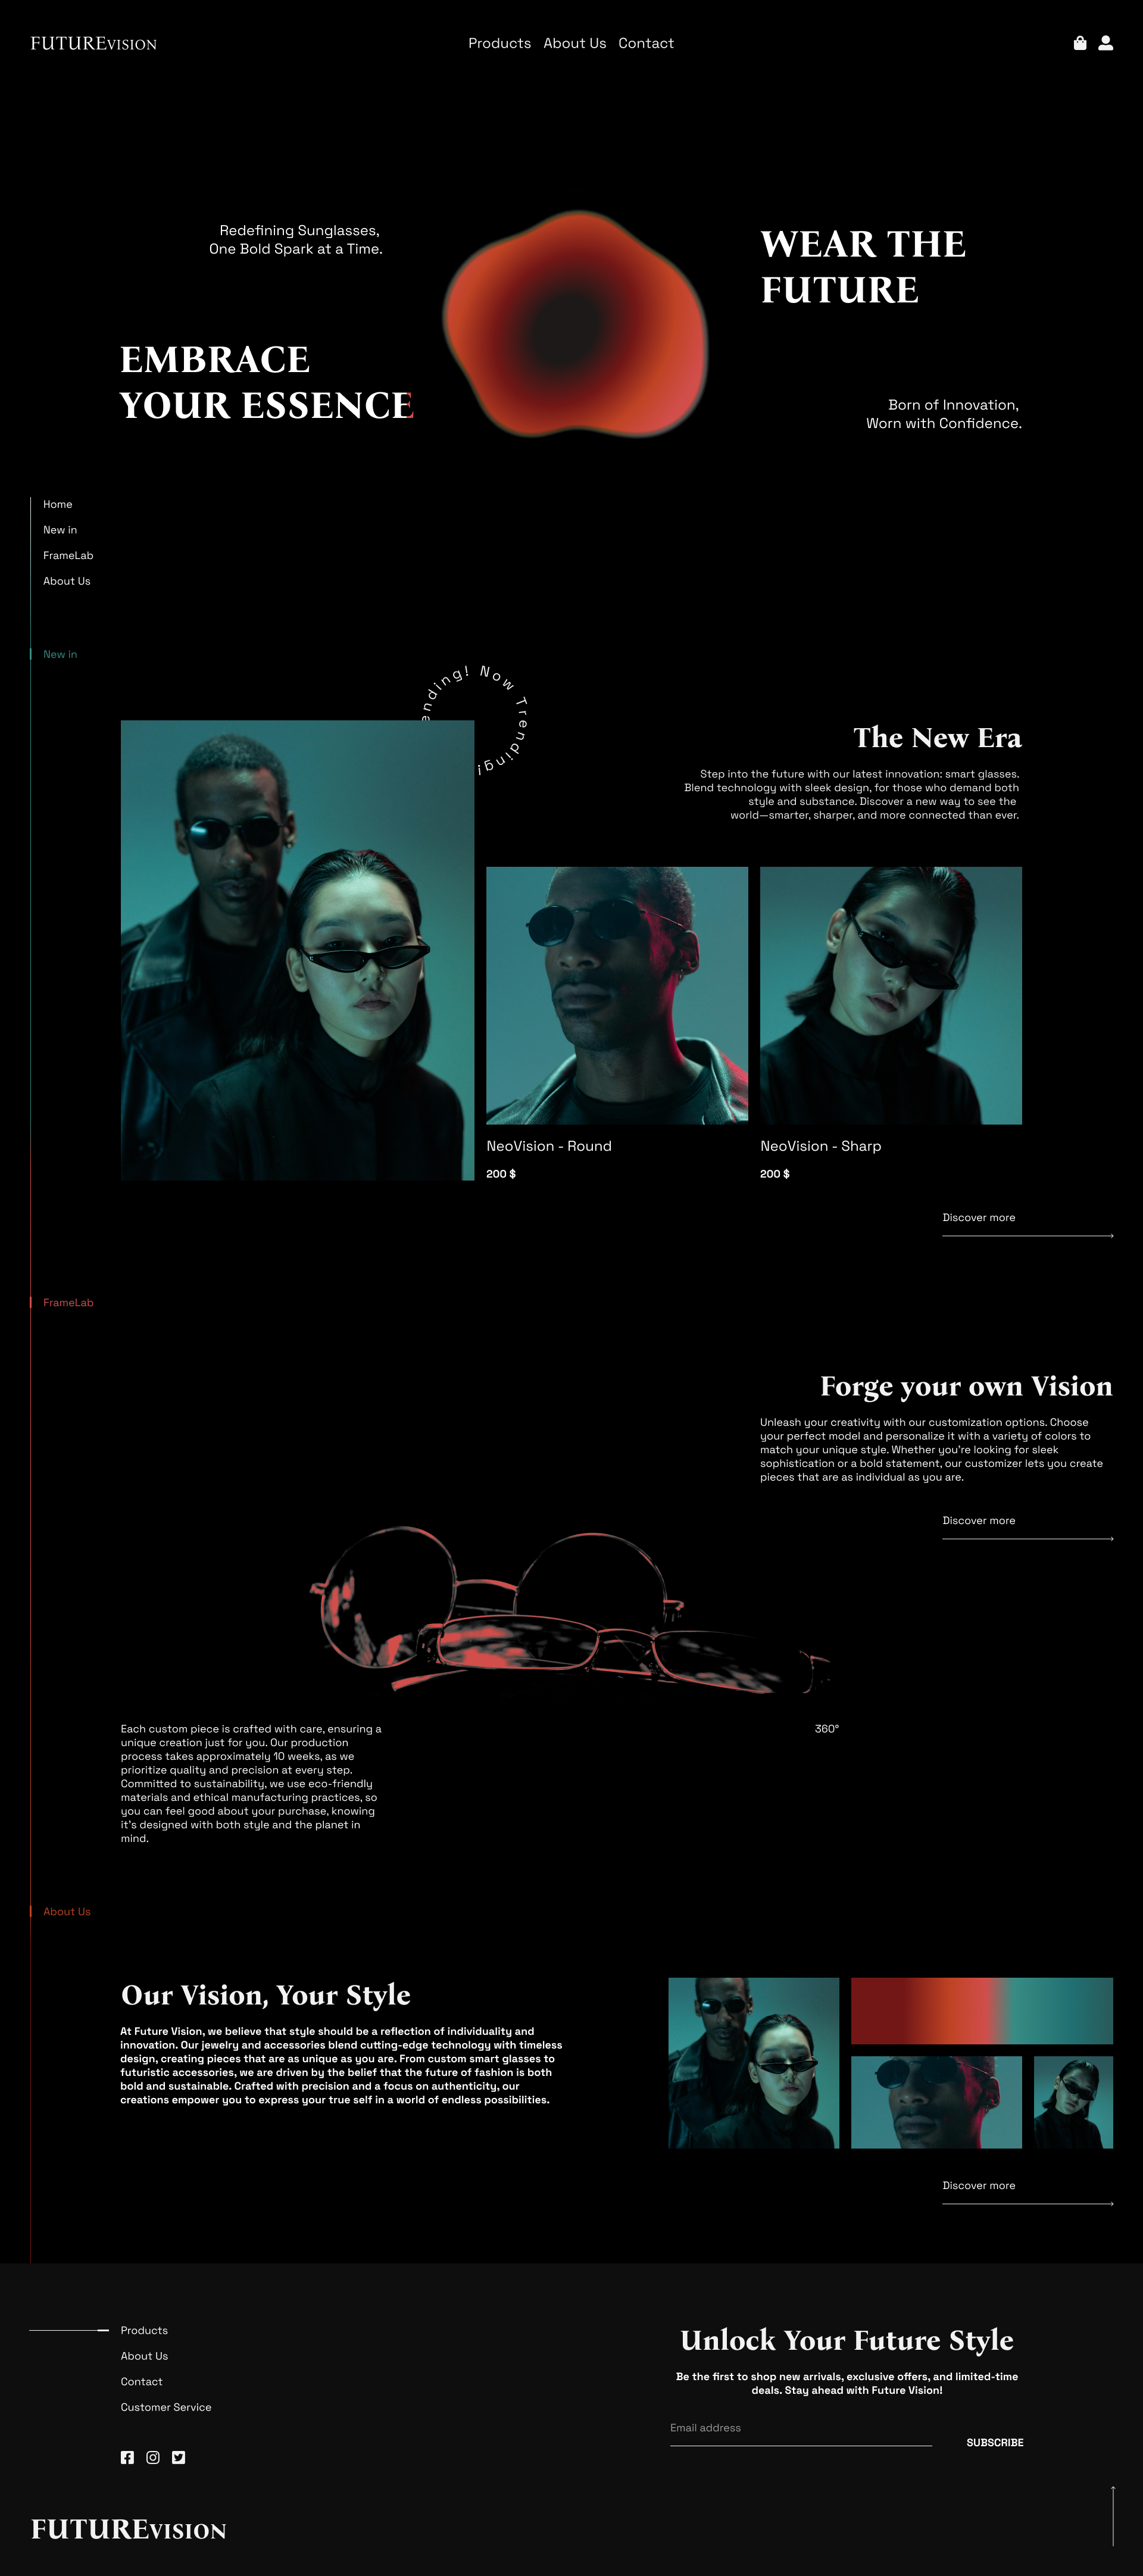 FUTUREVISION
Products About Us Contact
Redefining Sunglasses,
One Bold Spark at a Time.
WEAR THE
FUTURE
EMBRACE
YOUR ESSENCE
Born of Innovation,
Worn with Confidence.
Home
New in
FrameLab
About Us
New in
ending! Now Trending!
The New Era
Step into the future with our latest innovation: smart glasses.
Blend technology with sleek design, for those who demand both
style and substance. Discover a new way to see the
world—smarter, sharper, and more connected than ever.
NeoVision - Round
200 $
NeoVision - Sharp
200 $
Discover more
FrameLab
Forge your own Vision
Unleash your creativity with our customization options. Choose
your perfect model and personalize it with a variety of colors to
match your unique style. Whether you're looking for sleek
sophistication or a bold statement, our customizer lets you create
pieces that are as individual as you are.
Discover more
Each custom piece is crafted with care, ensuring a
unique creation just for you. Our production
process takes approximately 10 weeks, as we
prioritize quality and precision at every step.
Committed to sustainability, we use eco-friendly
materials and ethical manufacturing practices, so
you can feel good about your purchase, knowing
it's designed with both style and the planet in
mind.
360°
About Us
Our Vision, Your Style
At Future Vision, we believe that style should be a reflection of individuality and
innovation. Our jewelry and accessories blend cutting-edge technology with timeless
design, creating pieces that are as unique as you are. From custom smart glasses to
futuristic accessories, we are driven by the belief that the future of fashion is both
bold and sustainable. Crafted with precision and a focus on authenticity, our
creations empower you to express your true self in a world of endless possibilities.
Discover more
Products
About Us
Contact
Customer Service
Unlock Your Future Style
Be the first to shop new arrivals, exclusive offers, and limited-time
deals. Stay ahead with Future Vision!
Email address
SUBSCRIBE
FUTUREVISION